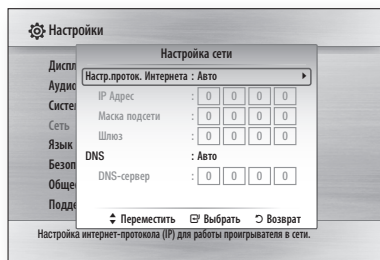 Настройки
Настройка сети
Настр.проток. Интернета : Авто
IP Адрес : 0 0 0 0
Маска подсети : 0 0 0 0
Шлюз : 0 0 0 0
DNS : Авто
DNS-сервер : 0 0 0 0
Переместить Выбрать Возврат
Диспл
Аудио
Систе
Сеть
Язык
Безоп
Обще
Подде
Настройка интернет-протокола (IP) для работы проигрывателя в сети.